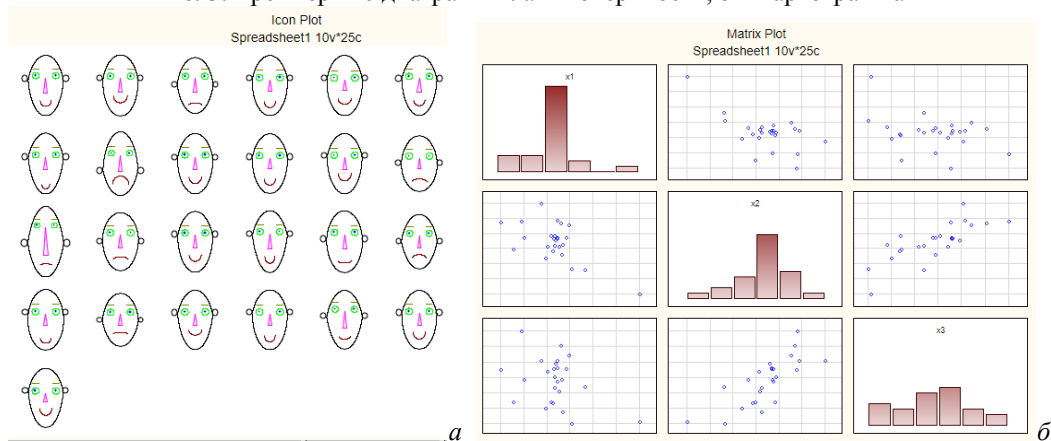 Icon Plot
Spreadsheet1 10v*25c
Matrix Plot
Spreadsheet1 10v*25c
x1
x2
x3
а
б